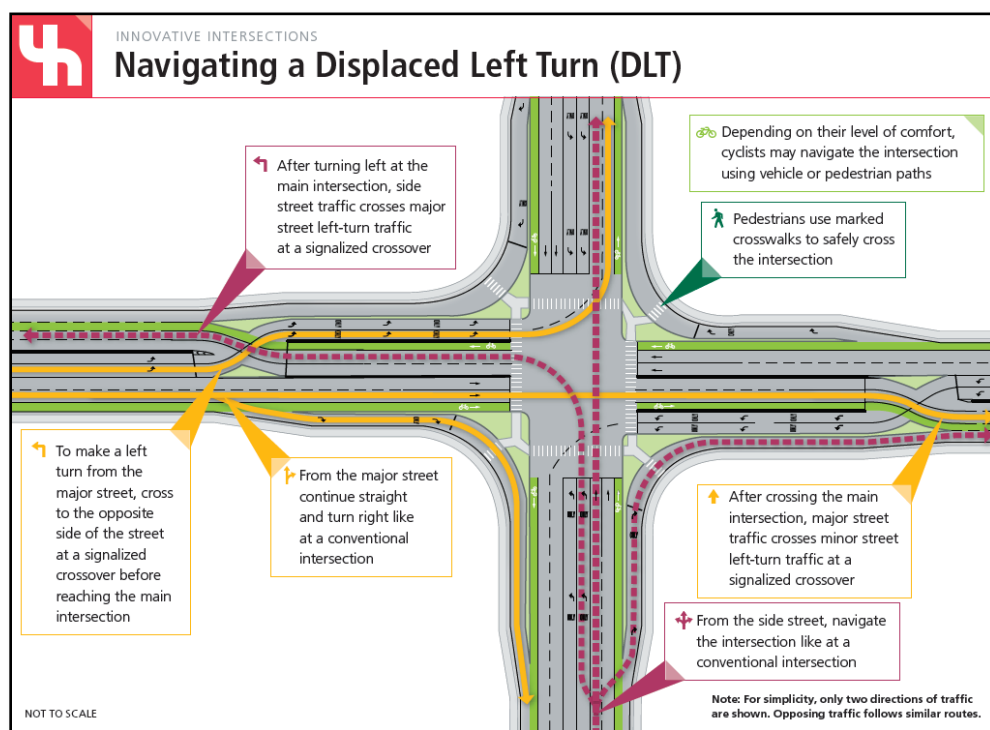 INNOVATIVE INTERSECTIONS
Navigating a Displaced Left Turn (DLT)
After turning left at the
main intersection, side
street traffic crosses major
street left-turn traffic
at a signalized crossover
Depending on their level of comfort,
cyclists may navigate the intersection
using vehicle or pedestrian paths
Pedestrians use marked
crosswalks to safely cross
the intersection
To make a left
turn from the
major street, cross
to the opposite
side of the street
at a signalized
crossover before
reaching the main
intersection
From the major street
continue straight
and turn right like
at a conventional
intersection
After crossing the main
intersection, major street
traffic crosses minor street
left-turn traffic at a
signalized crossover
From the side street, navigate
the intersection like at a
conventional intersection
NOT TO SCALE
Note: For simplicity, only two directions of traffic
are shown. Opposing traffic follows similar routes.